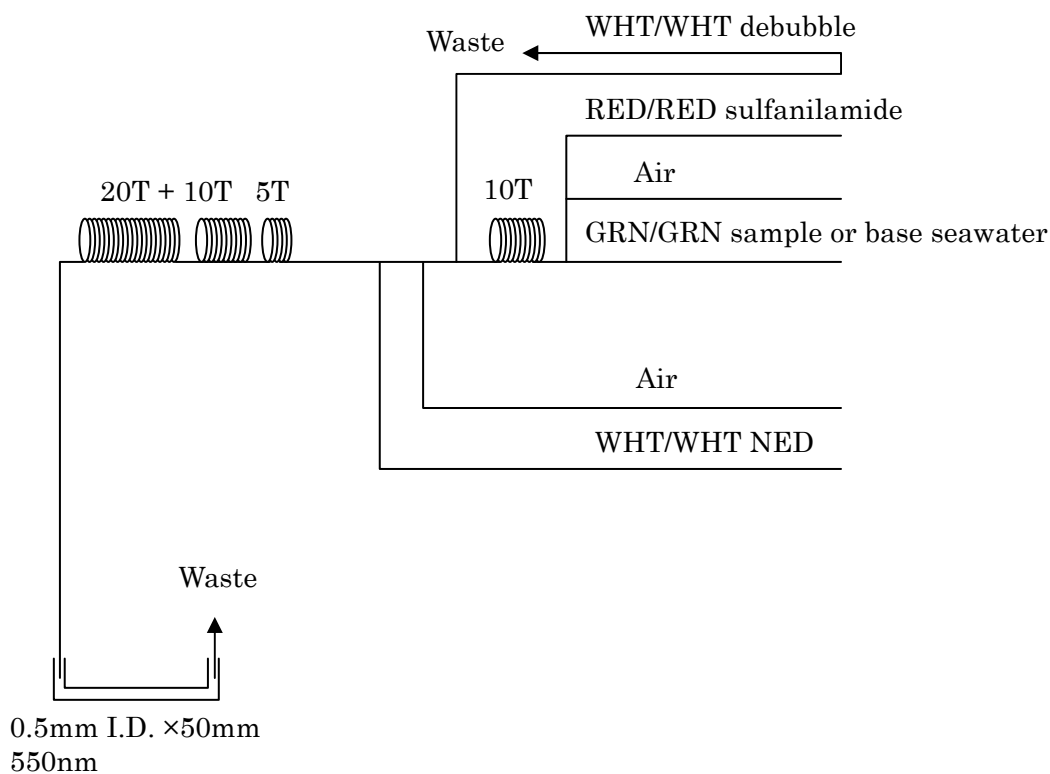 WHT/WHT debubble
Waste
RED/RED sulfanilamide
Air
20T + 10T 5T
10T
GRN/GRN sample or base seawater
Air
WHT/WHT NED
Waste
0.5mm I.D. ×50mm
550nm